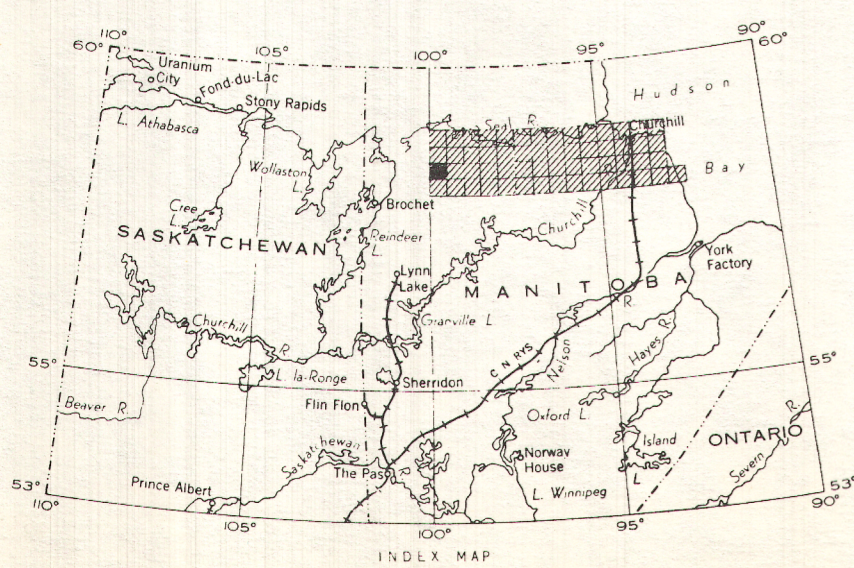 110°
60°
105°
100°
95°
90°
60°
Uranium
City
Fond-du-Lac
Stony Rapids
L. Athabasca
Hudson
Bay
Seal R.
Churchill
Wollaston
L.
Cree
L.
Brochet
Reindeer
L.
Churchill
R.
SASKATCHEWAN
Lynn
Lake
MANITOBA
York
Factory
Granville L
Churchill
R.
R.
C.N.RYS
Nelson
Hayes R.
55°
55°
L. la-Ronge
Sherridon
Beaver R.
Flin Flon
Oxford L.
Island
L
ONTARIO
Severn
R.
Saskatchewan
R.
The Pas
Norway
House
L. Winnipeg
Prince Albert
53°
110°
105°
100°
95°
53°
90°
INDEX MAP